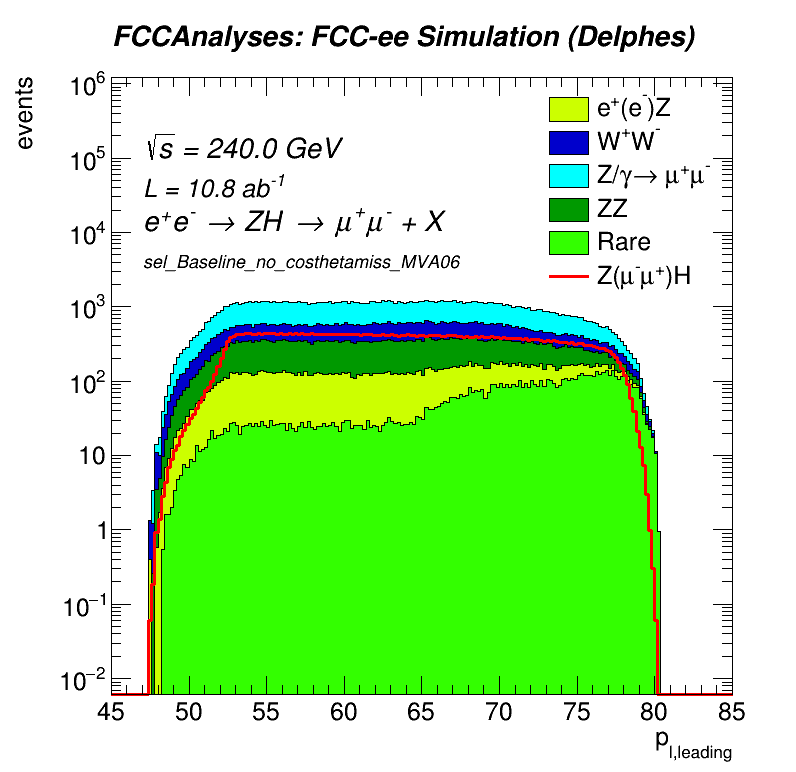 FCCAnalyses: FCC-ee Simulation (Delphes)
events
10⁶
10⁵
10⁴
10³
10²
10
1
10⁻¹
10⁻²
√s = 240.0 GeV
L = 10.8 ab⁻¹
e⁺e⁻ → ZH → μ⁺μ⁻ + X
sel_Baseline_no_costhetamiss_MVA06
e⁺(e⁻)Z
W⁺W⁻
Z/γ→ μ⁺μ⁻
ZZ
Rare
Z(μ⁻μ⁺)H
45 50 55 60 65 70 75 80 85
p_l,leading